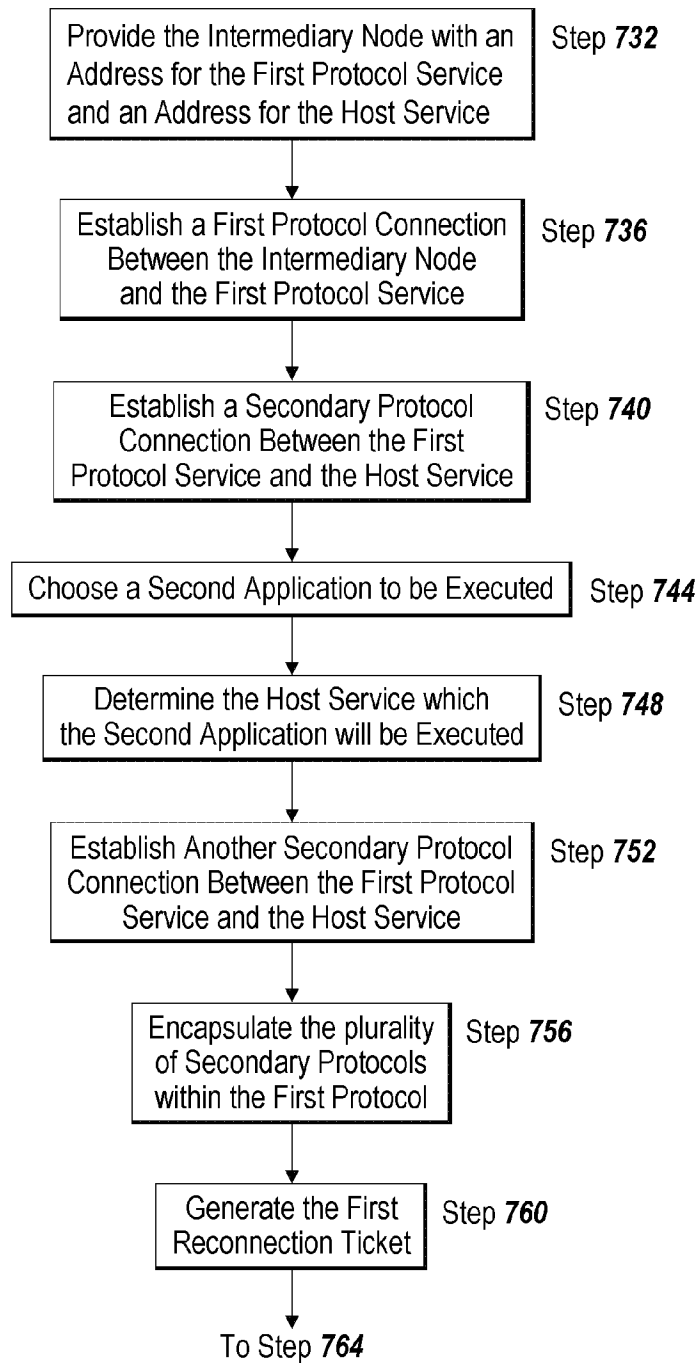 Provide the Intermediary Node with an
Address for the First Protocol Service
and an Address for the Host Service
Step 732
Establish a First Protocol Connection
Between the Intermediary Node
and the First Protocol Service
Step 736
Establish a Secondary Protocol
Connection Between the First
Protocol Service and the Host Service
Step 740
Choose a Second Application to be Executed
Step 744
Determine the Host Service which
the Second Application will be Executed
Step 748
Establish Another Secondary Protocol
Connection Between the First Protocol
Service and the Host Service
Step 752
Encapsulate the plurality
of Secondary Protocols
within the First Protocol
Step 756
Generate the First
Reconnection Ticket
Step 760
To Step 764